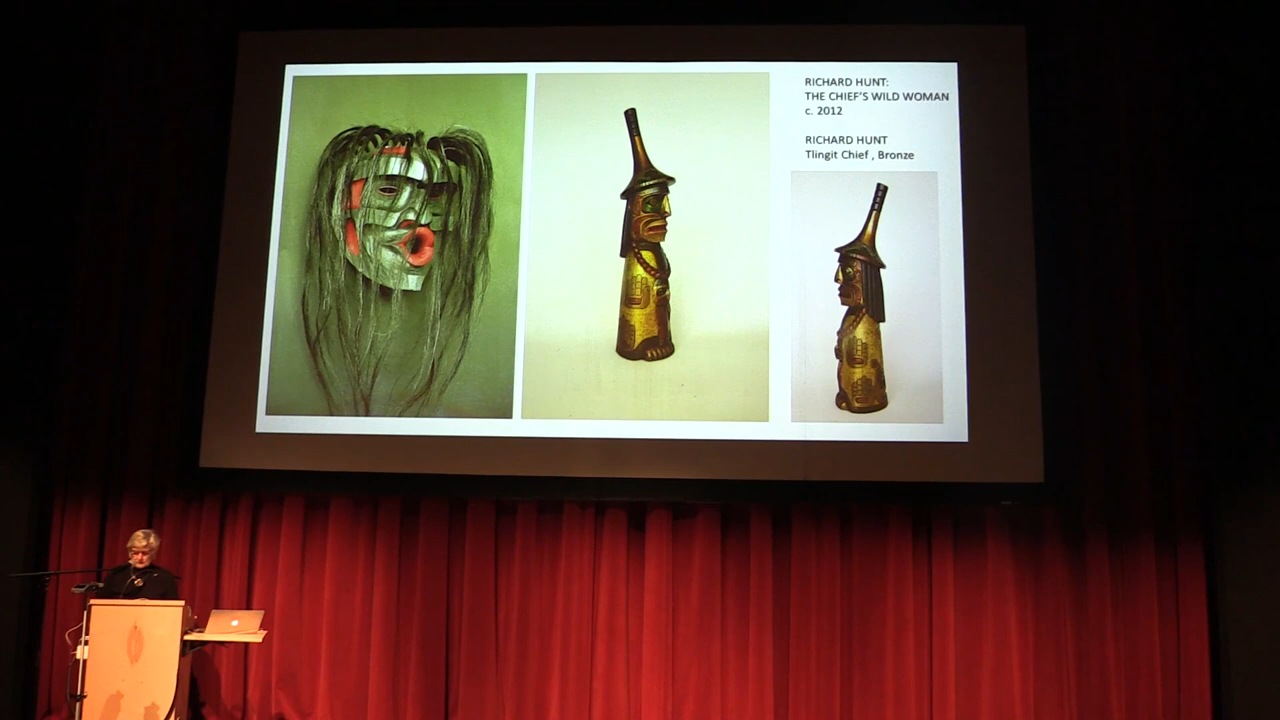 RICHARD HUNT:
THE CHIEF'S WILD WOMAN
c. 2012
RICHARD HUNT
Tlingit Chief , Bronze